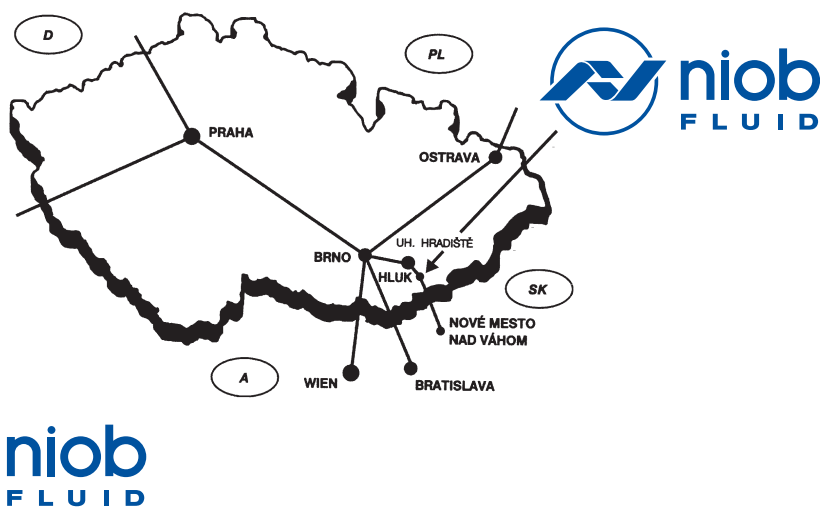 D
PL
niob
FLUID
PRAHA
OSTRAVA
UH. HRADIŠTĚ
BRNO
HLUK
SK
NOVÉ MESTO
NAD VÁHOM
A
WIEN
BRATISLAVA
niob
FLUID